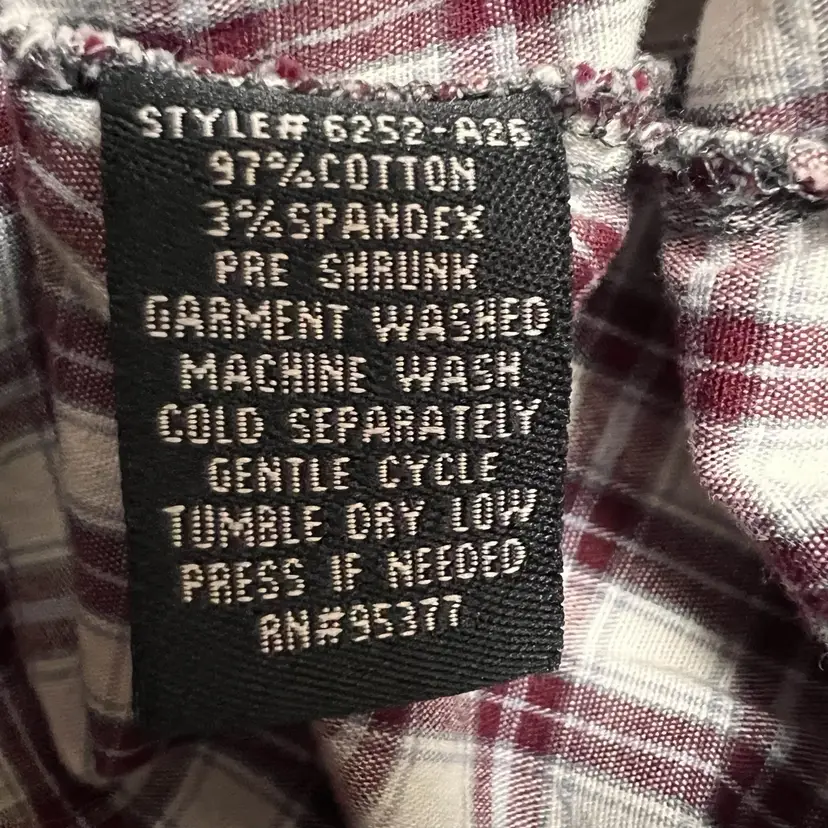 STYLE# 6252-A26
97%COTTON
3%SPANDEX
PRE SHRUNK
GARMENT WASHED
MACHINE WASH
COLD SEPARATELY
GENTLE CYCLE
TUMBLE DRY LOW
PRESS IF NEEDED
RN#95377